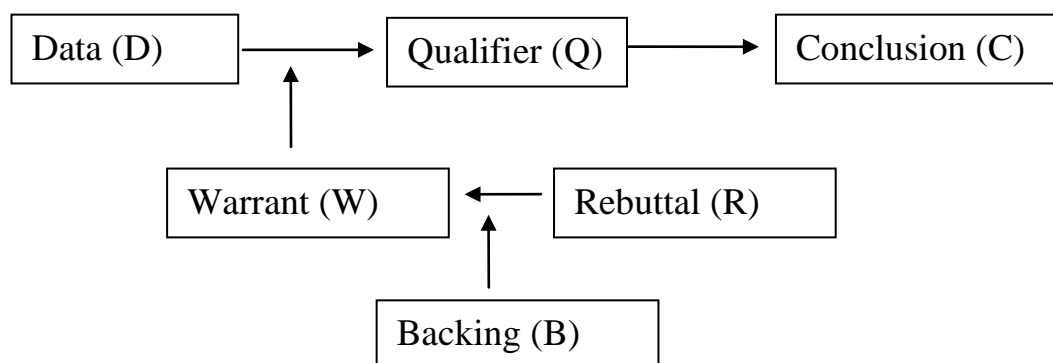 Data (D)
Qualifier (Q)
Conclusion (C)
Warrant (W)
Rebuttal (R)
Backing (B)